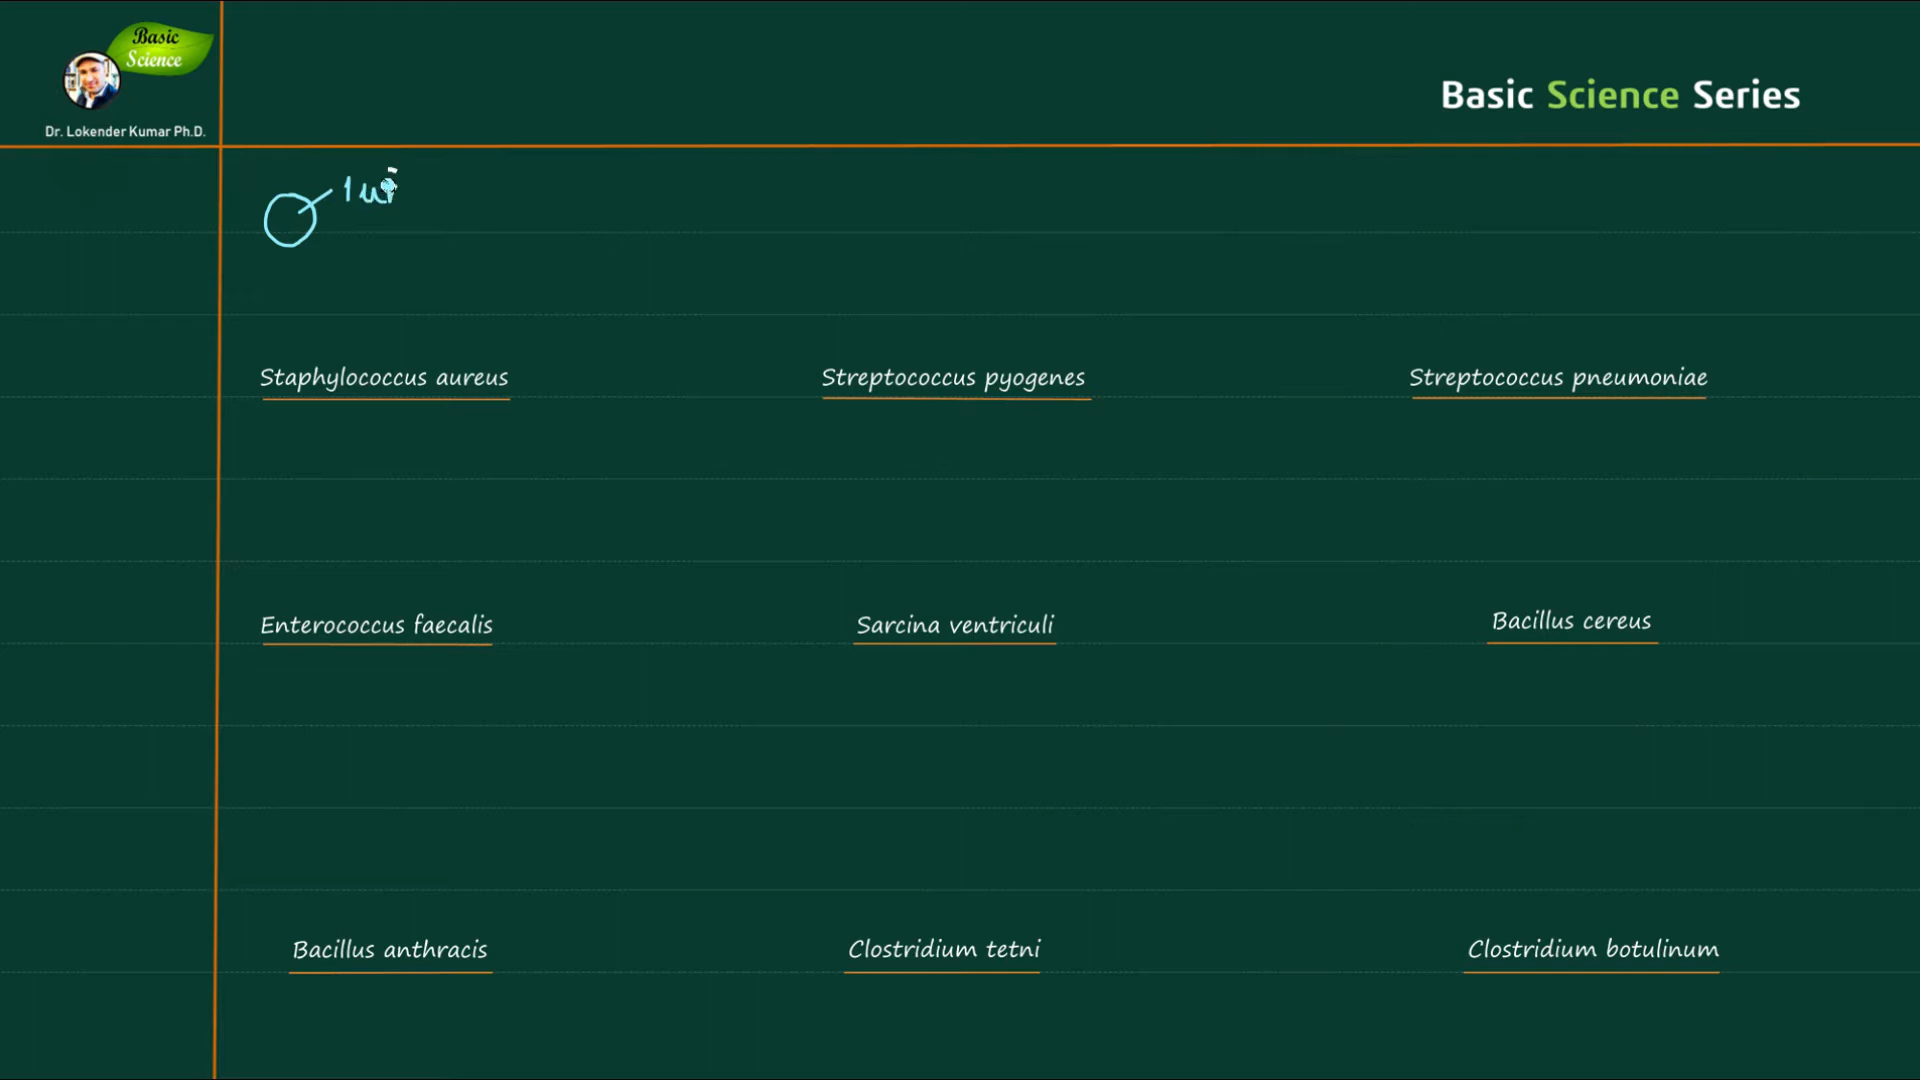 Basic
Science
Dr. Lokender Kumar Ph.D.
Basic Science Series
Staphylococcus aureus
Streptococcus pyogenes
Streptococcus pneumoniae
Enterococcus faecalis
Sarcina ventriculi
Bacillus cereus
Bacillus anthracis
Clostridium tetni
Clostridium botulinum